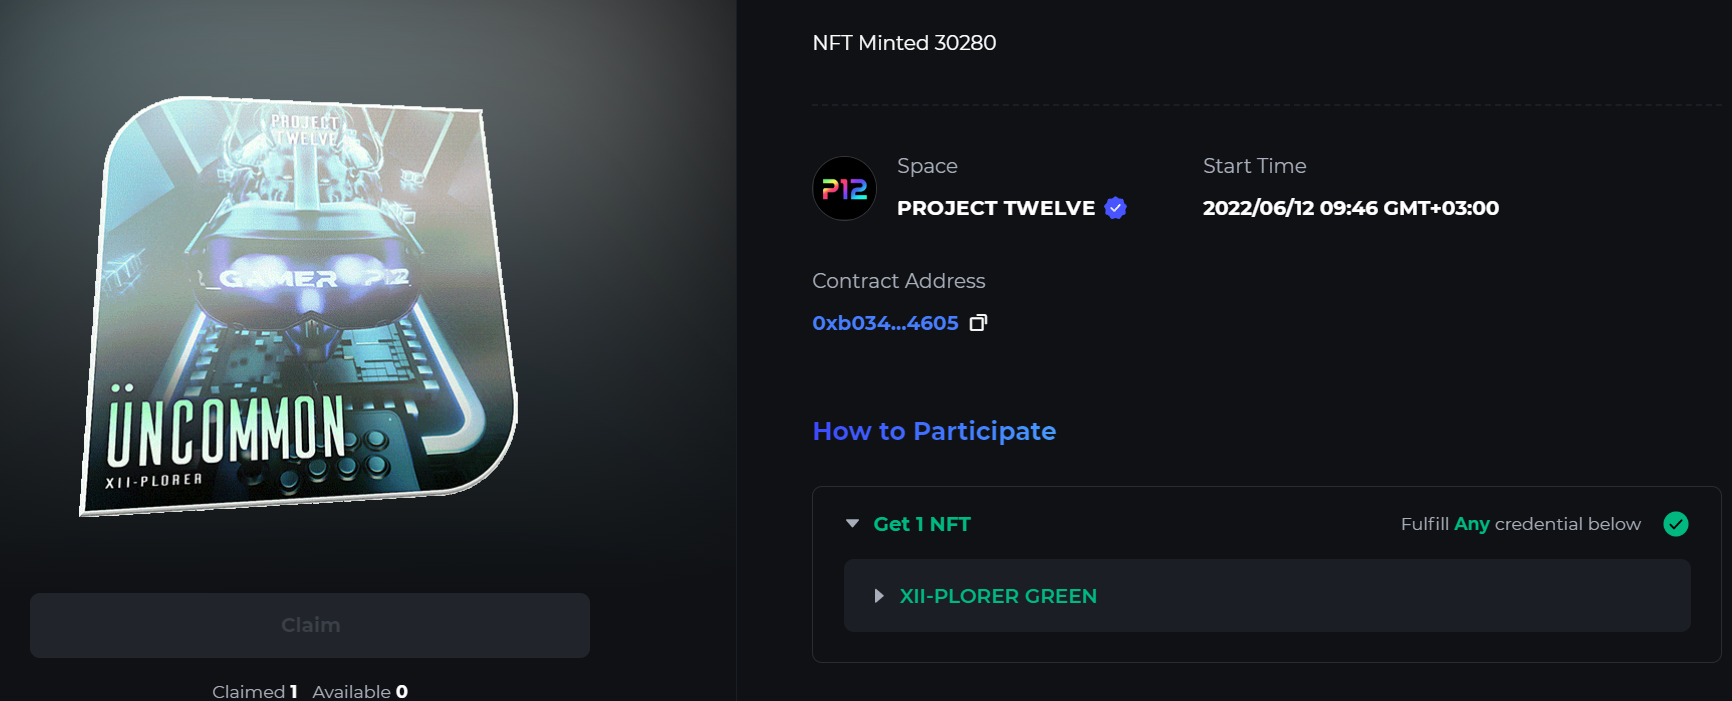 PROJECT
TWELVE
GAMER P12
ÜNCOMMON
XII-PLORER
Claim
Claimed 1 Available 0
NFT Minted 30280
P12
Space
PROJECT TWELVE
Start Time
2022/06/12 09:46 GMT+03:00
Contract Address
0xb034...4605
How to Participate
Get 1 NFT
Fulfill Any credential below
XII-PLORER GREEN